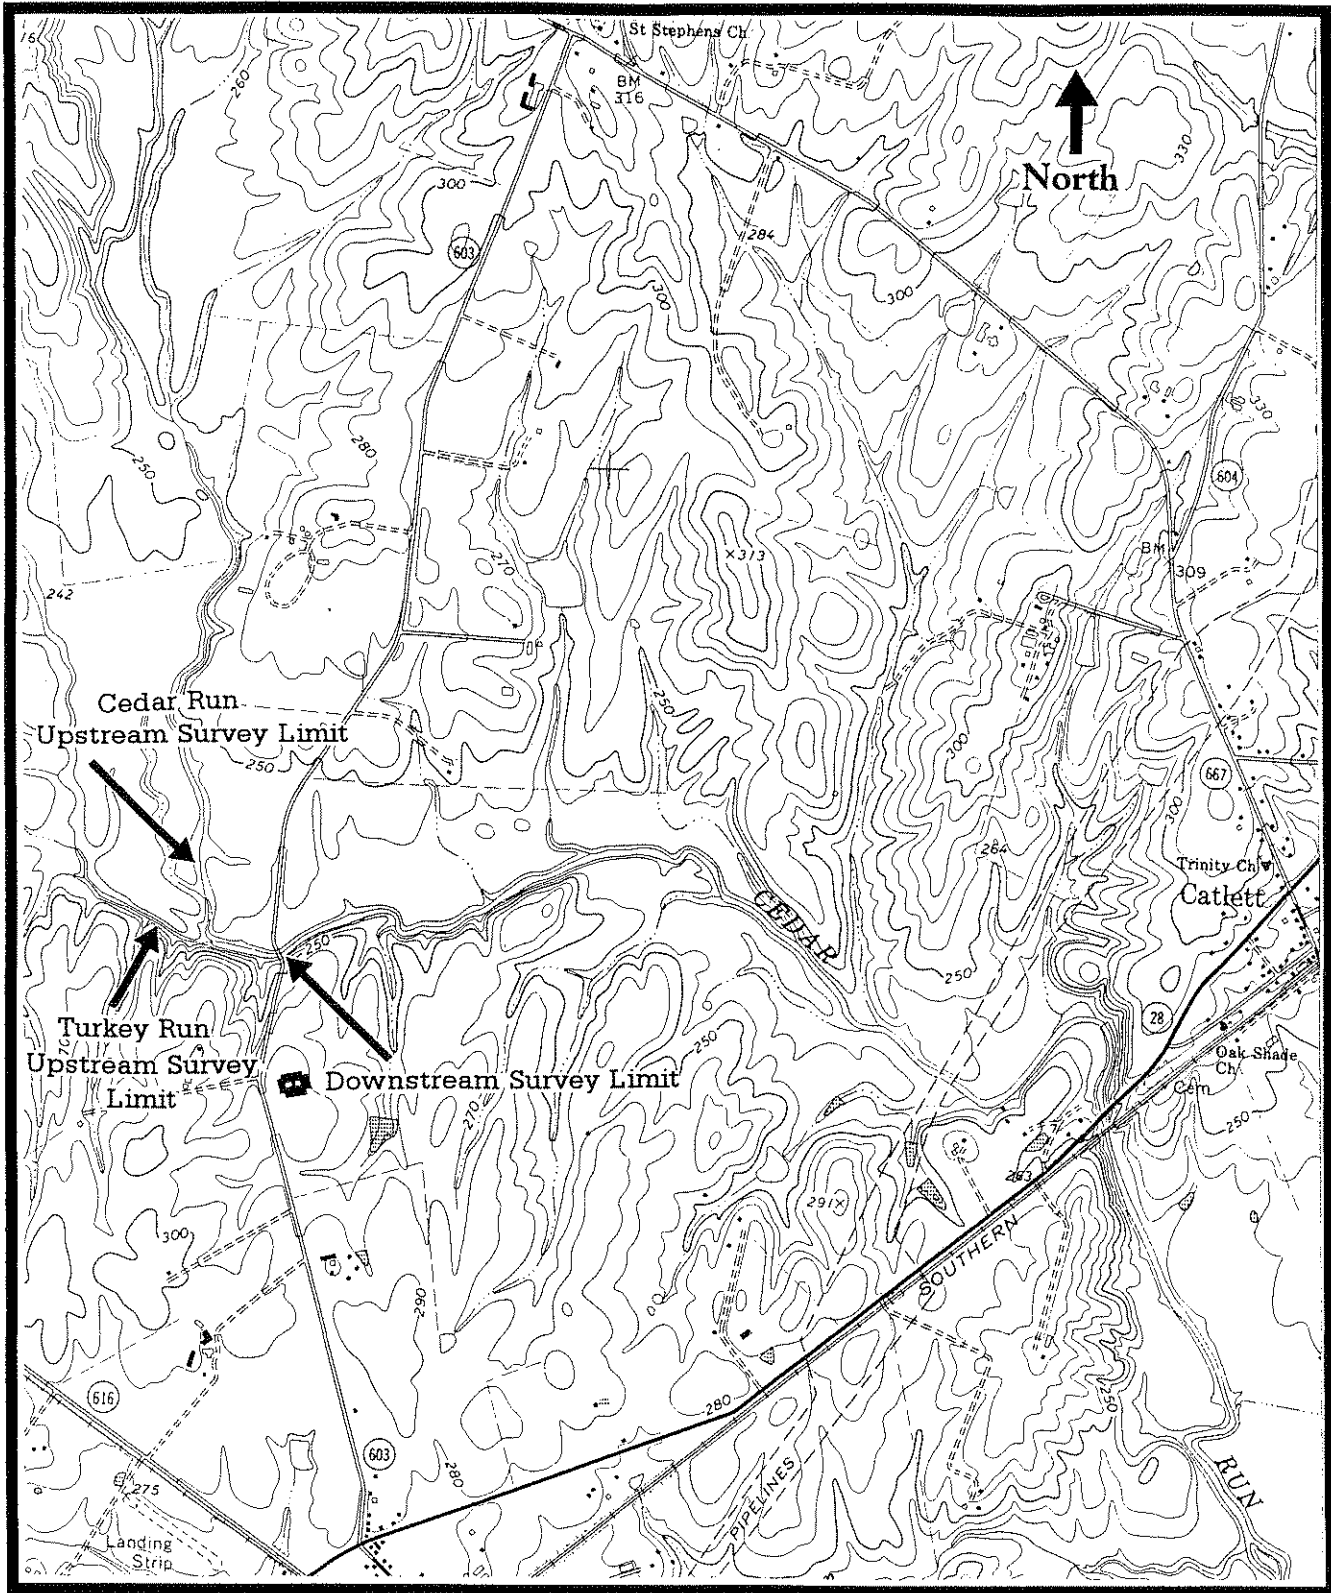 St Stephens Ch
260
BM
316
North
330
300
603
284
300
300
280
330
250
604
×313
BM
309
270
242
Cedar Run
Upstream Survey Limit
250
250
300
667
300
264
Trinity Ch
Catlett
CEDAR
250
250
28
Turkey Run
Upstream Survey
Limit
250
Oak Shade
Ch
Cem
Downstream Survey Limit
270
250
263
291×
300
SOUTHERN
290
616
280
250
603
280
275
PIPELINES
RUN
Landing
Strip